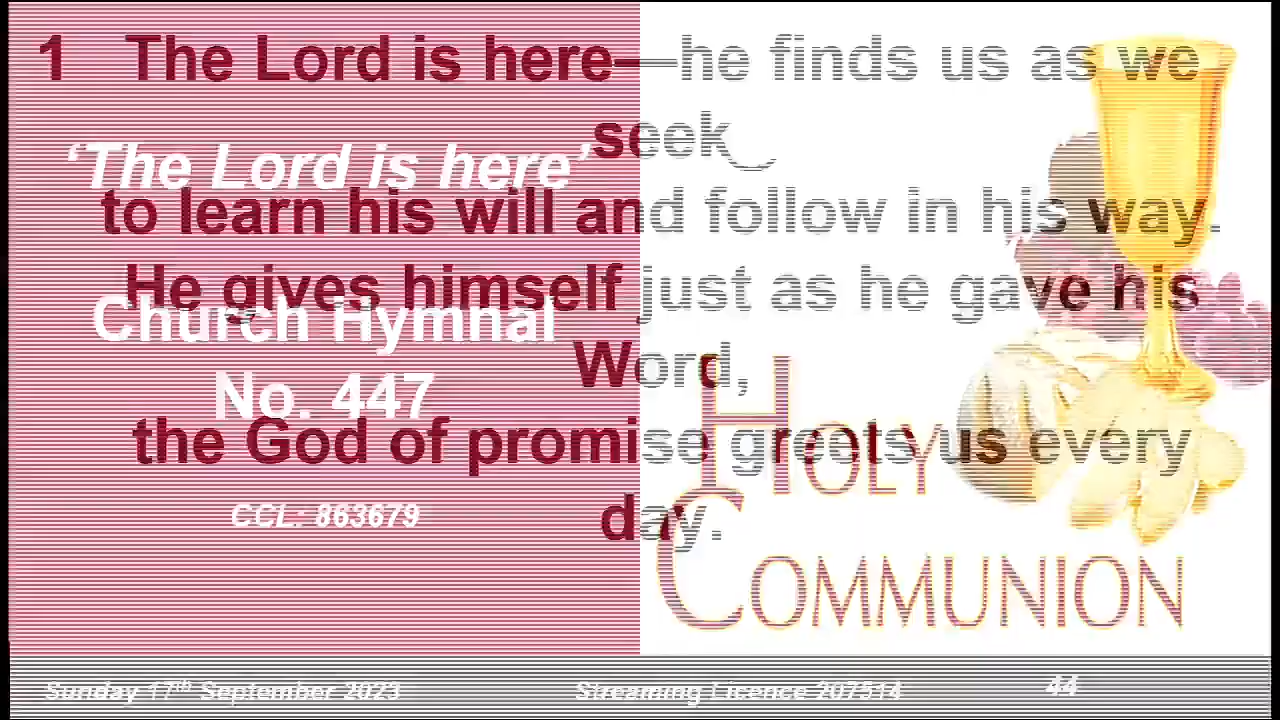 1 The Lord is here—he finds us as we
seek
‘The Lord is here’
to learn his will and follow in his way.
He gives himself just as he gave his
Church Hymnal
Word,
No. 447
the God of promise greets us every
HOLY
CCL: 863679
day.
COMMUNION
Sunday 17th September 2023 Streaming Licence 207514 44